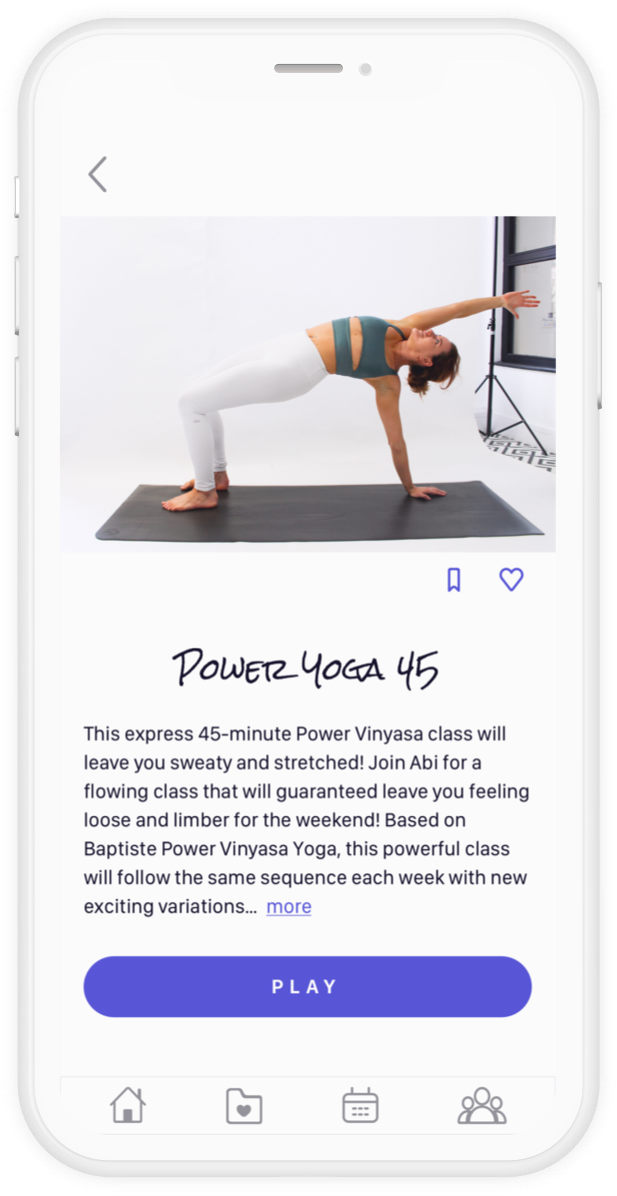 Power Yoga 45
This express 45-minute Power Vinyasa class will
leave you sweaty and stretched! Join Abi for a
flowing class that will guaranteed leave you feeling
loose and limber for the weekend! Based on
Baptiste Power Vinyasa Yoga, this powerful class
will follow the same sequence each week with new
exciting variations... more
PLAY